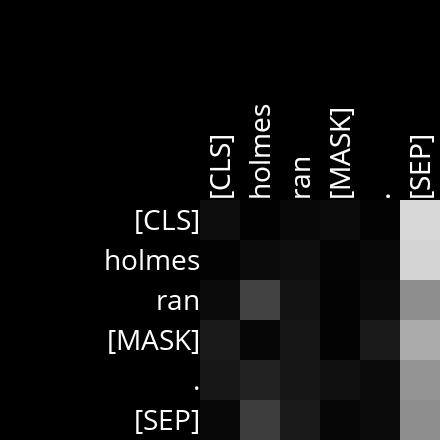 [CLS] holmes ran [MASK] . [SEP]
[CLS]
holmes
ran
[MASK]
.
[SEP]